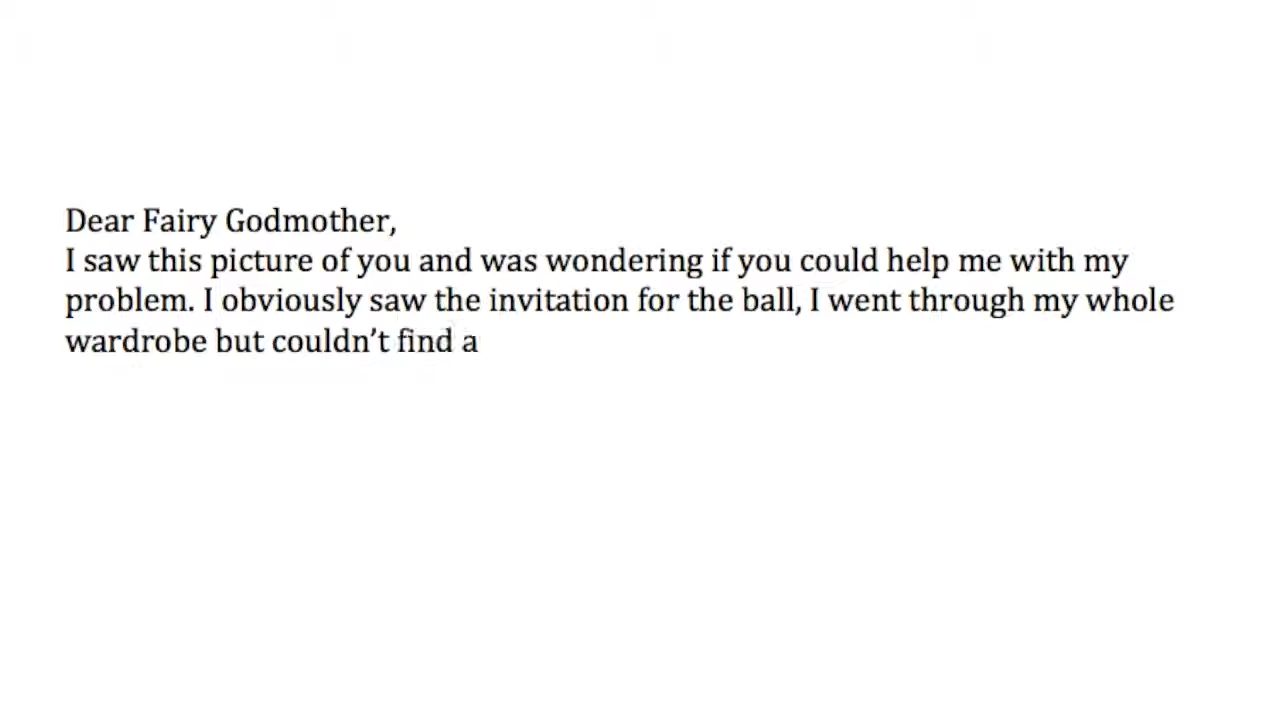 Dear Fairy Godmother,
I saw this picture of you and was wondering if you could help me with my
problem. I obviously saw the invitation for the ball, I went through my whole
wardrobe but couldn’t find a